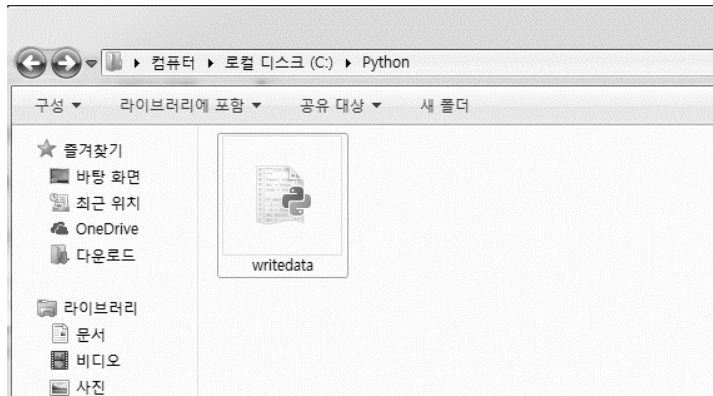 컴퓨터 ▸ 로컬 디스크 (C:) ▸ Python
구성 ▼ 라이브러리에 포함 ▼ 공유 대상 ▼ 새 폴더
즐겨찾기
바탕 화면
최근 위치
OneDrive
다운로드
writedata
라이브러리
문서
비디오
사진